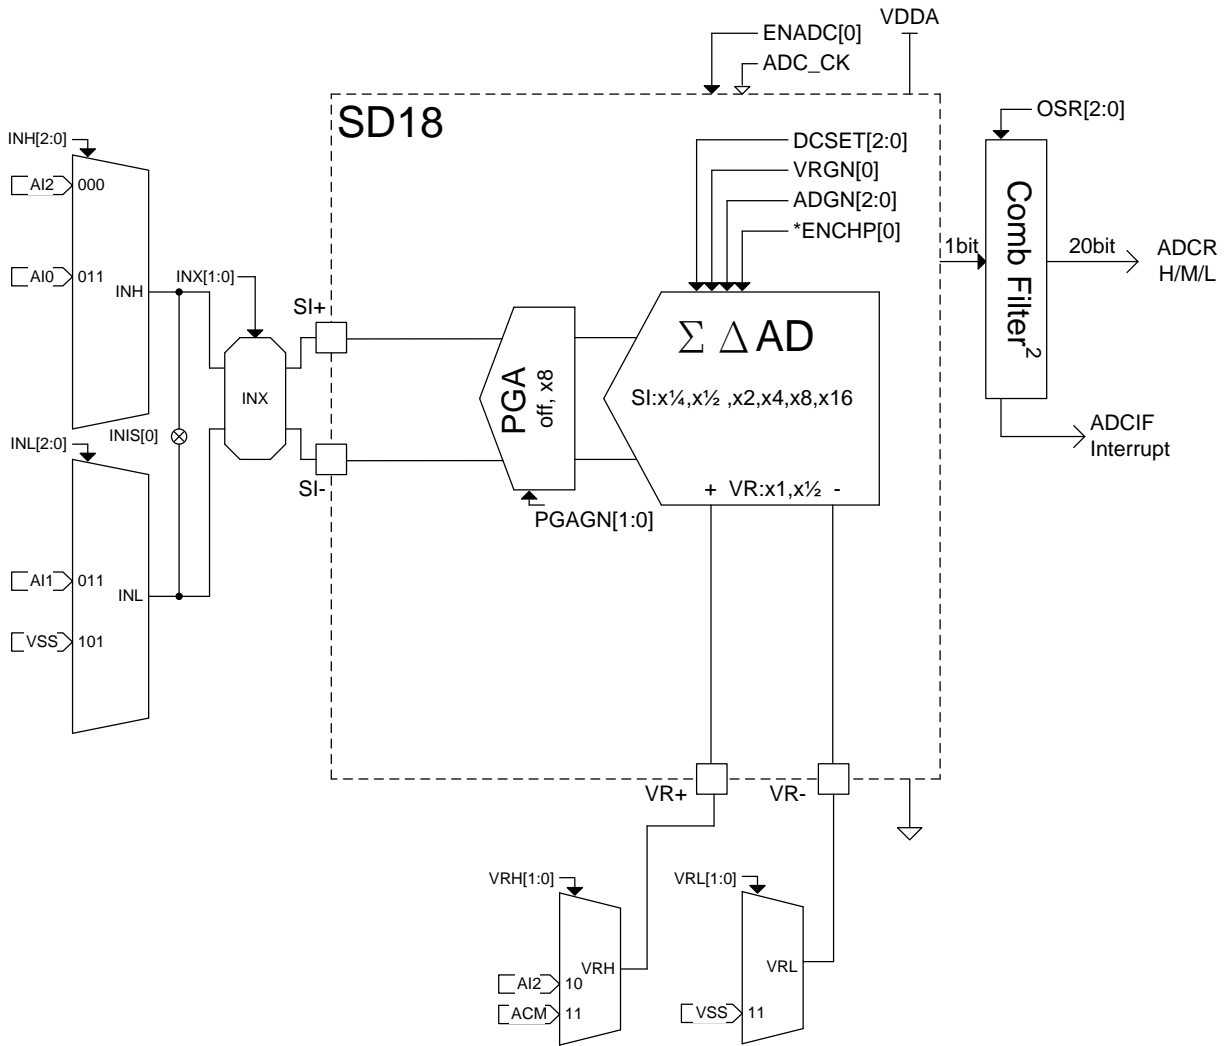 ENADC[0]
VDDA
ADC_CK
SD18
OSR[2:0]
INH[2:0]
AI2
000
AI0
011
INH
DCSET[2:0]
VRGN[0]
ADGN[2:0]
*ENCHP[0]
1bit
Comb Filter²
20bit
ADCR
H/M/L
INX[1:0]
SI+
INX
PGA
off, x8
Σ Δ AD
SI:x¼,x½ ,x2,x4,x8,x16
+ VR:x1,x½ -
ADCIF
Interrupt
INIS[0]
INL[2:0]
SI-
PGAGN[1:0]
AI1
011
INL
VSS
101
VR+
VR-
VRH[1:0]
VRL[1:0]
VRH
VRL
AI2
10
ACM
11
VSS
11